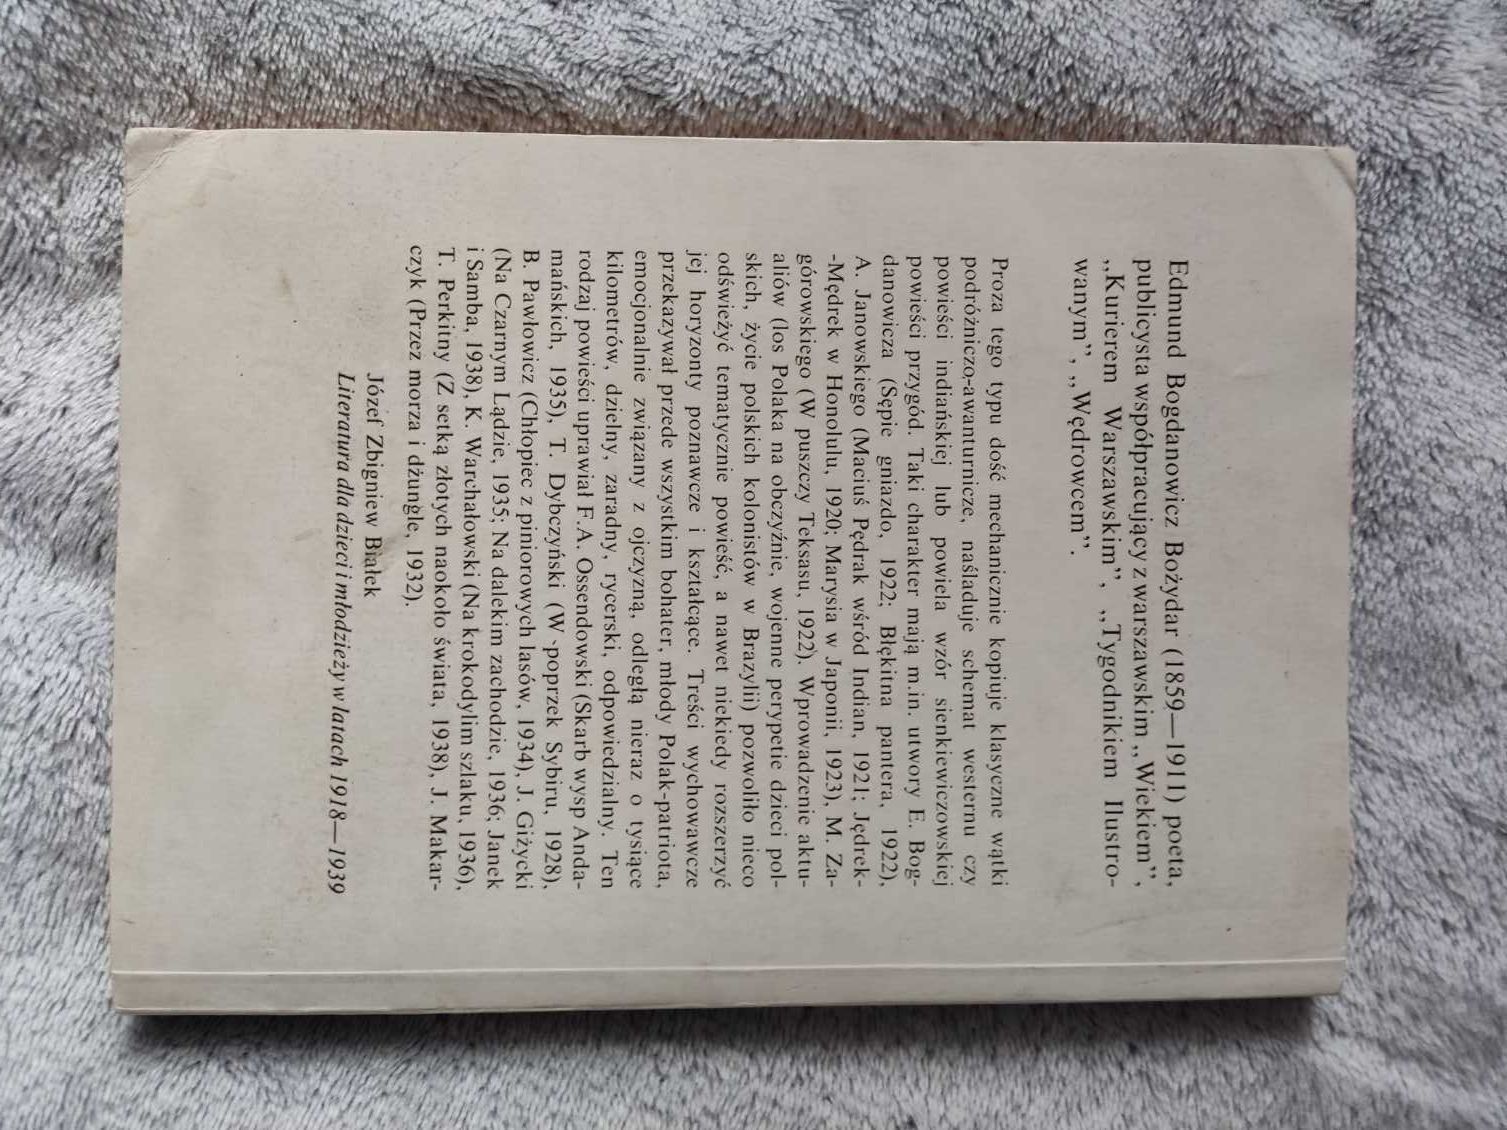 Edmund Bogdanowicz Bożydar (1859—1911) poeta,
publicysta współpracujący z warszawskim ,,Wiekiem",
,,Kurierem Warszawskim", ,,Tygodnikiem Ilustro-
wanym", ,,Wędrowcem".
Proza tego typu dość mechanicznie kopiuje klasyczne wątki
podróżniczo-awanturnicze, naśladuje schemat westernu czy
powieści indiańskiej lub powiela wzór sienkiewiczowskiej
powieści przygód. Taki charakter mają m.in. utwory E. Bog-
danowicza (Sępie gniazdo, 1922; Błękitna pantera, 1922),
A. Janowskiego (Maciuś Pędrak wśród Indian, 1921; Jędrek-
-Mędrek w Honolulu, 1920; Marysia w Japonii, 1923), M. Za-
górowskiego (W puszczy Teksasu, 1922). Wprowadzenie aktu-
aliów (los Polaka na obczyźnie, wojenne perypetie dzieci pol-
skich, życie polskich kolonistów w Brazylii) pozwoliło nieco
odświeżyć tematycznie powieść, a nawet niekiedy rozszerzyć
jej horyzonty poznawcze i kształcące. Treści wychowawcze
przekazywał przede wszystkim bohater, młody Polak-patriota,
emocjonalnie związany z ojczyzną, odległą nieraz o tysiące
kilometrów, dzielny, zaradny, rycerski, odpowiedzialny. Ten
rodzaj powieści uprawiał F.A. Ossendowski (Skarb wysp Anda-
mańskich, 1935), T. Dybczyński (W poprzek Sybiru, 1928),
B. Pawłowicz (Chłopiec z piniorowych lasów, 1934), J. Giżycki
(Na Czarnym Lądzie, 1935; Na dalekim zachodzie, 1936; Janek
i Samba, 1938), K. Warchałowski (Na krokodylim szlaku, 1936),
T. Perkitny (Z setką złotych naokoło świata, 1938), J. Makar-
czyk (Przez morza i dżungle, 1932).
Józef Zbigniew Białek
Literatura dla dzieci i młodzieży w latach 1918—1939